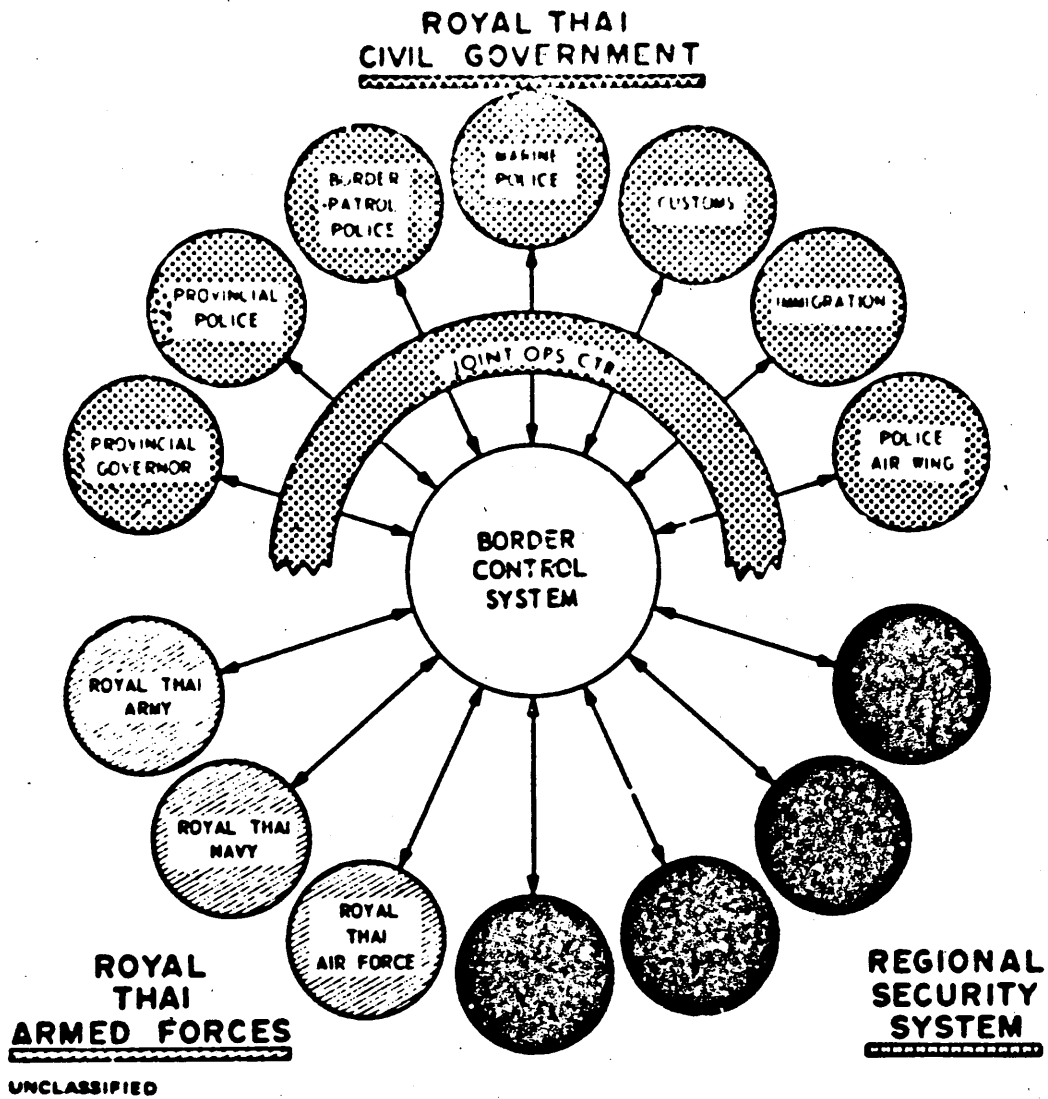 ROYAL THAI
CIVIL GOVERNMENT
MARINE
POLICE
BORDER
PATROL
POLICE
CUSTOMS
PROVINCIAL
POLICE
IMMIGRATION
JOINT OPS CTR
PROVINCIAL
GOVERNOR
POLICE
AIR WING
BORDER
CONTROL
SYSTEM
ROYAL THAI
ARMY
ROYAL THAI
NAVY
ROYAL
THAI
AIR FORCE
ROYAL
THAI
ARMED FORCES
REGIONAL
SECURITY
SYSTEM
UNCLASSIFIED